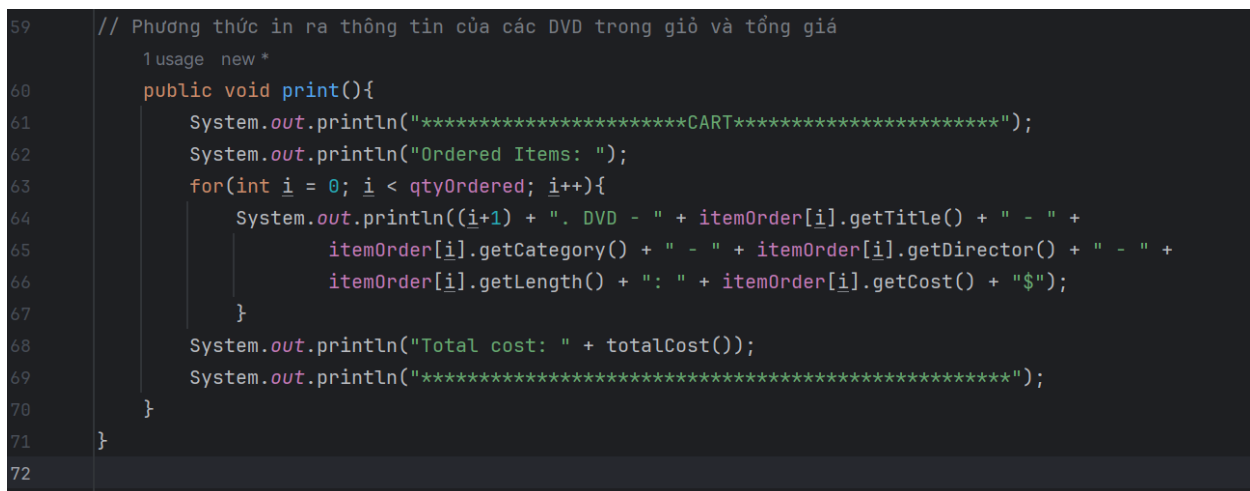 59 // Phương thức in ra thông tin của các DVD trong giỏ và tổng giá
1 usage new *
60 public void print(){
61 System.out.println("***********************CART***********************");
62 System.out.println("Ordered Items: ");
63 for(int i = 0; i < qtyOrdered; i++){
64 System.out.println((i+1) + ". DVD - " + itemOrder[i].getTitle() + " - " +
65 itemOrder[i].getCategory() + " - " + itemOrder[i].getDirector() + " - " +
66 itemOrder[i].getLength() + ": " + itemOrder[i].getCost() + "$");
67 }
68 System.out.println("Total cost: " + totalCost());
69 System.out.println("***************************************************");
70 }
71 }
72